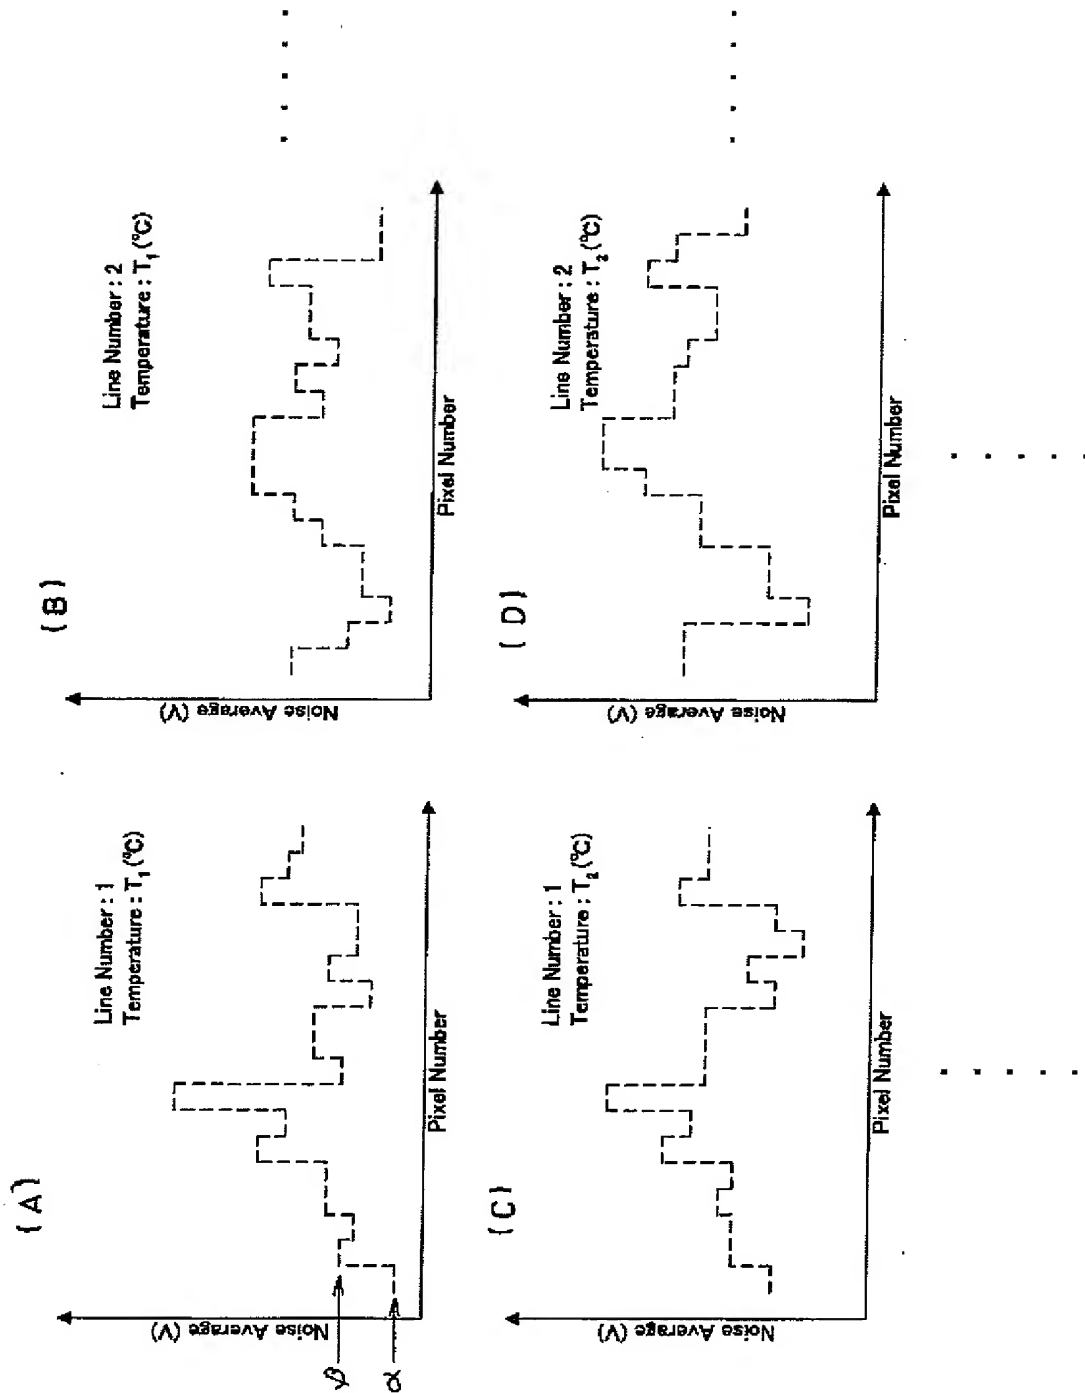 (A)
Line Number : 1
Temperature : T₁ (°C)
Noise Average (V)
β
α
Pixel Number
(B)
Line Number : 2
Temperature : T₁ (°C)
Noise Average (V)
Pixel Number
(C)
Line Number : 1
Temperature : T₂ (°C)
Noise Average (V)
Pixel Number
(D)
Line Number : 2
Temperature : T₂ (°C)
Noise Average (V)
Pixel Number